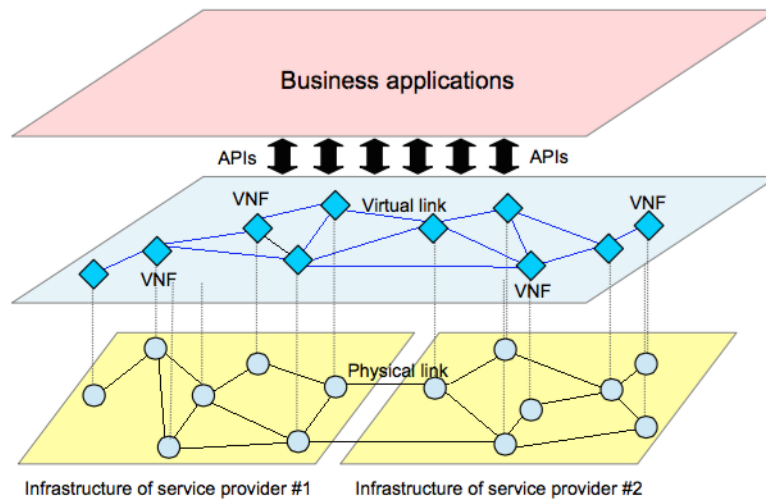 Business applications
APIs
APIs
VNF
Virtual link
VNF
VNF
VNF
Physical link
Infrastructure of service provider #1
Infrastructure of service provider #2